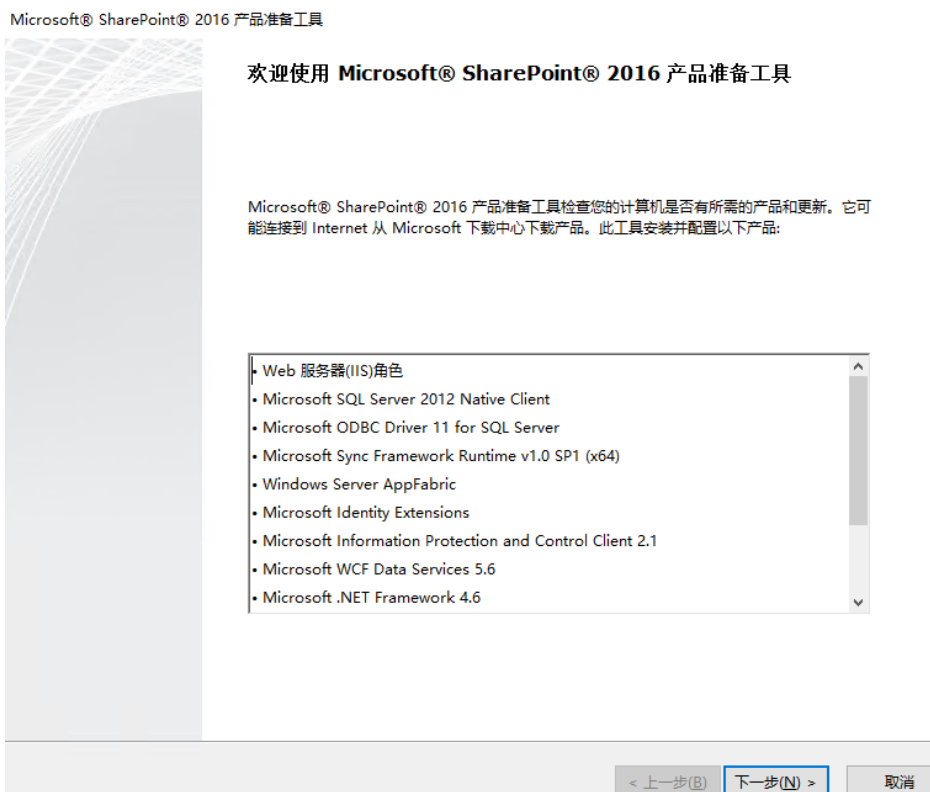 Microsoft® SharePoint® 2016 产品准备工具
欢迎使用 Microsoft® SharePoint® 2016 产品准备工具
Microsoft® SharePoint® 2016 产品准备工具检查您的计算机是否有所需的产品和更新。它可
能连接到 Internet 从 Microsoft 下载中心下载产品。此工具安装并配置以下产品:
• Web 服务器(IIS)角色
• Microsoft SQL Server 2012 Native Client
• Microsoft ODBC Driver 11 for SQL Server
• Microsoft Sync Framework Runtime v1.0 SP1 (x64)
• Windows Server AppFabric
• Microsoft Identity Extensions
• Microsoft Information Protection and Control Client 2.1
• Microsoft WCF Data Services 5.6
• Microsoft .NET Framework 4.6
< 上一步(B) 下一步(N) > 取消